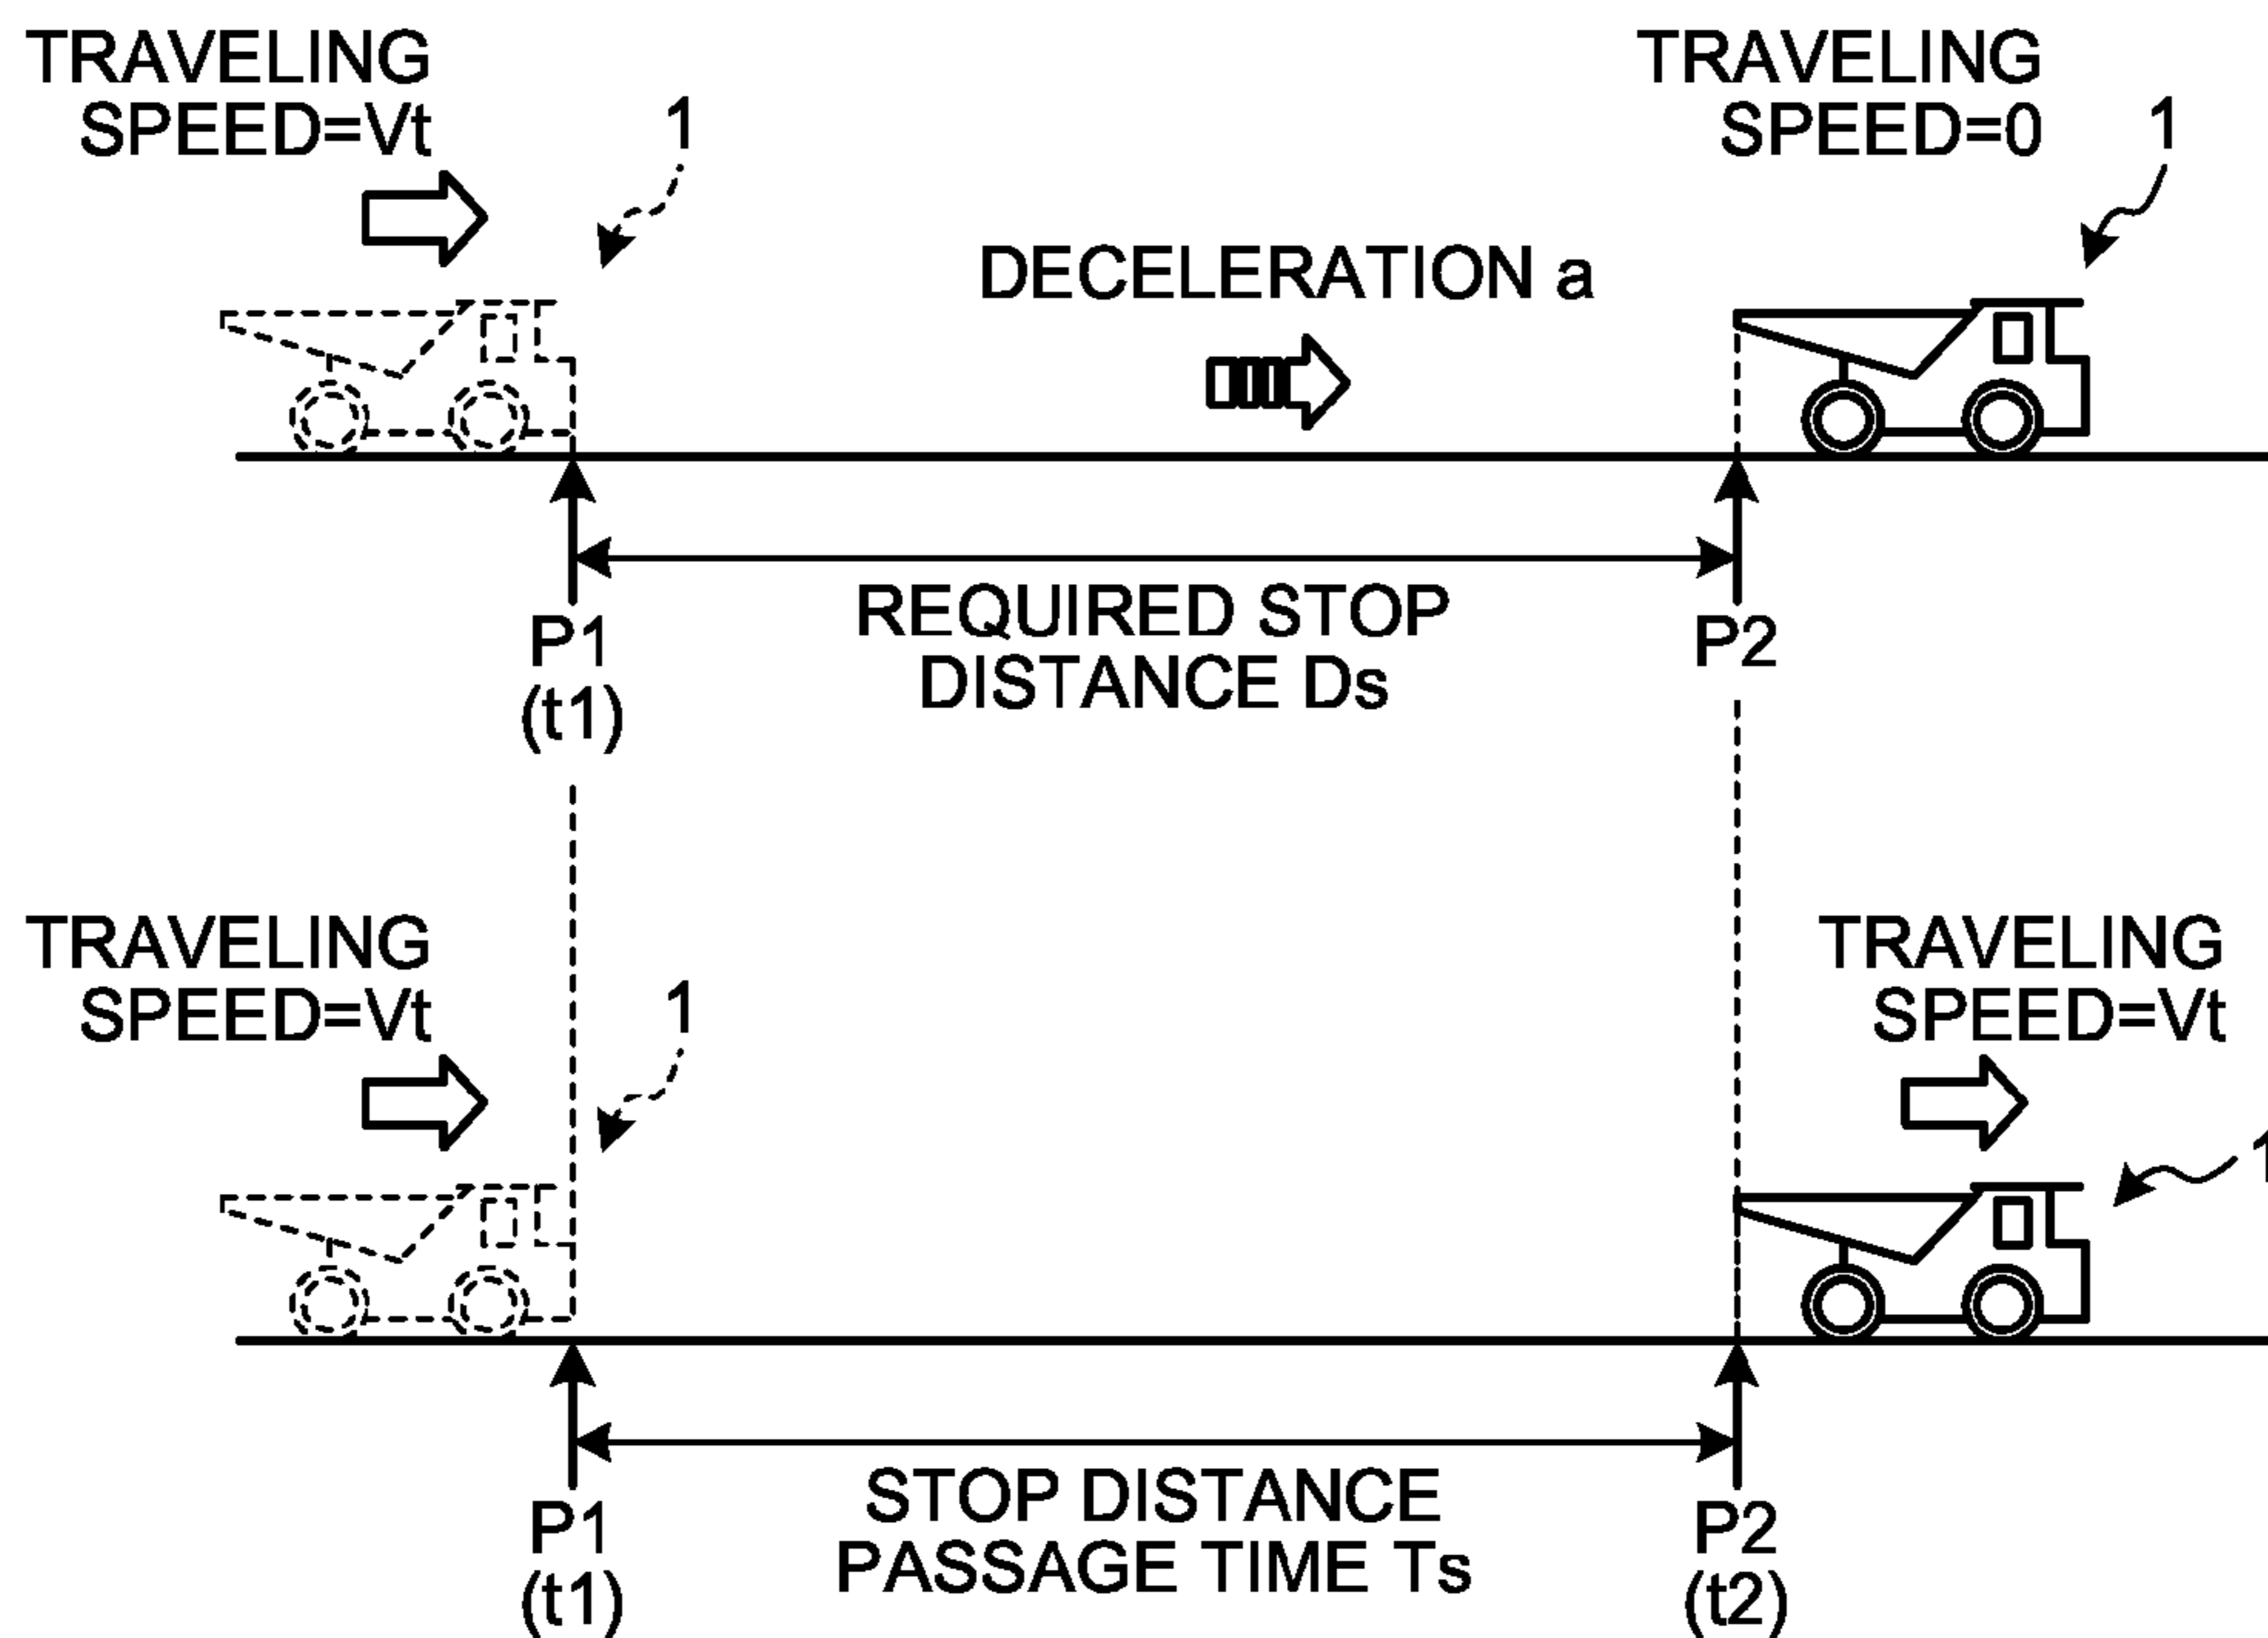 TRAVELING
SPEED=Vt
1
TRAVELING
SPEED=0
1
DECELERATION a
REQUIRED STOP
DISTANCE Ds
P1
(t1)
P2
TRAVELING
SPEED=Vt
1
TRAVELING
SPEED=Vt
1
STOP DISTANCE
PASSAGE TIME Ts
P1
(t1)
P2
(t2)